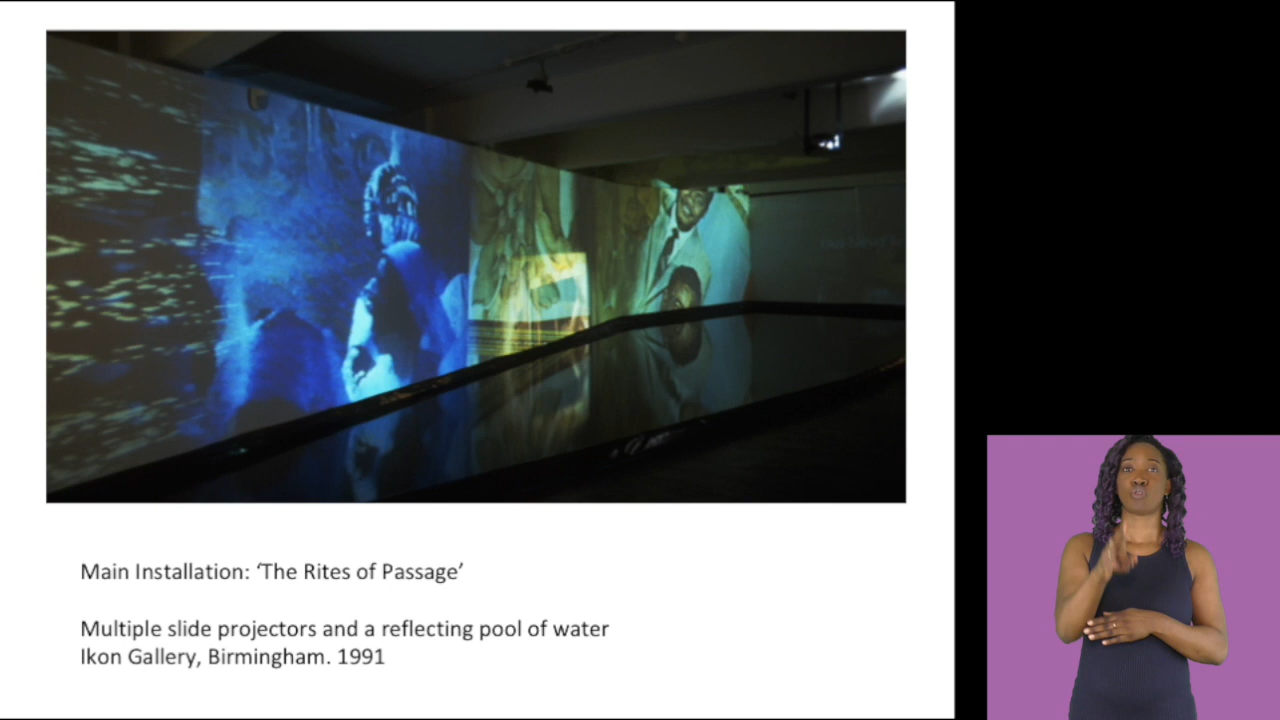 Main Installation: ‘The Rites of Passage’
Multiple slide projectors and a reflecting pool of water
Ikon Gallery, Birmingham. 1991